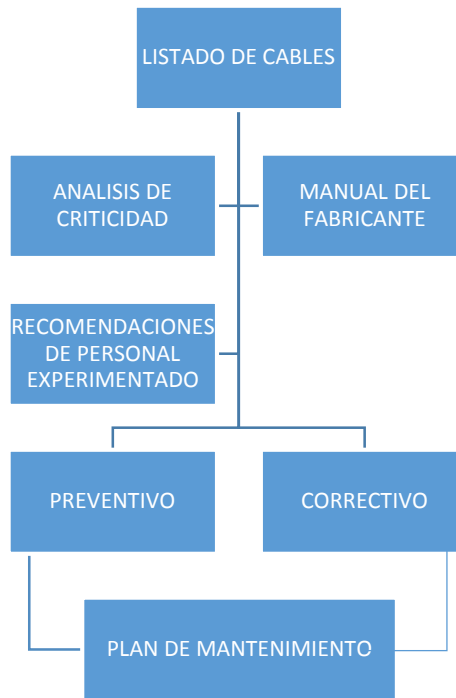 LISTADO DE CABLES
ANALISIS DE
CRITICIDAD
MANUAL DEL
FABRICANTE
RECOMENDACIONES
DE PERSONAL
EXPERIMENTADO
PREVENTIVO
CORRECTIVO
PLAN DE MANTENIMIENTO